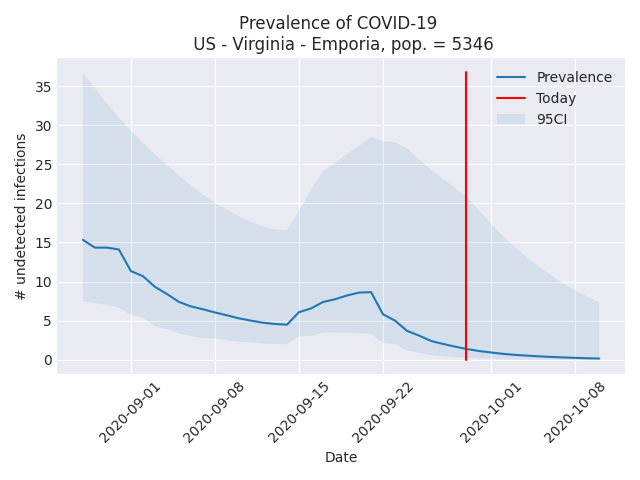 Prevalence of COVID-19
US - Virginia - Emporia, pop. = 5346
Prevalence
Today
95CI
# undetected infections
35
30
25
20
15
10
5
0
2020-09-01
2020-09-08
2020-09-15
2020-09-22
2020-10-01
2020-10-08
Date